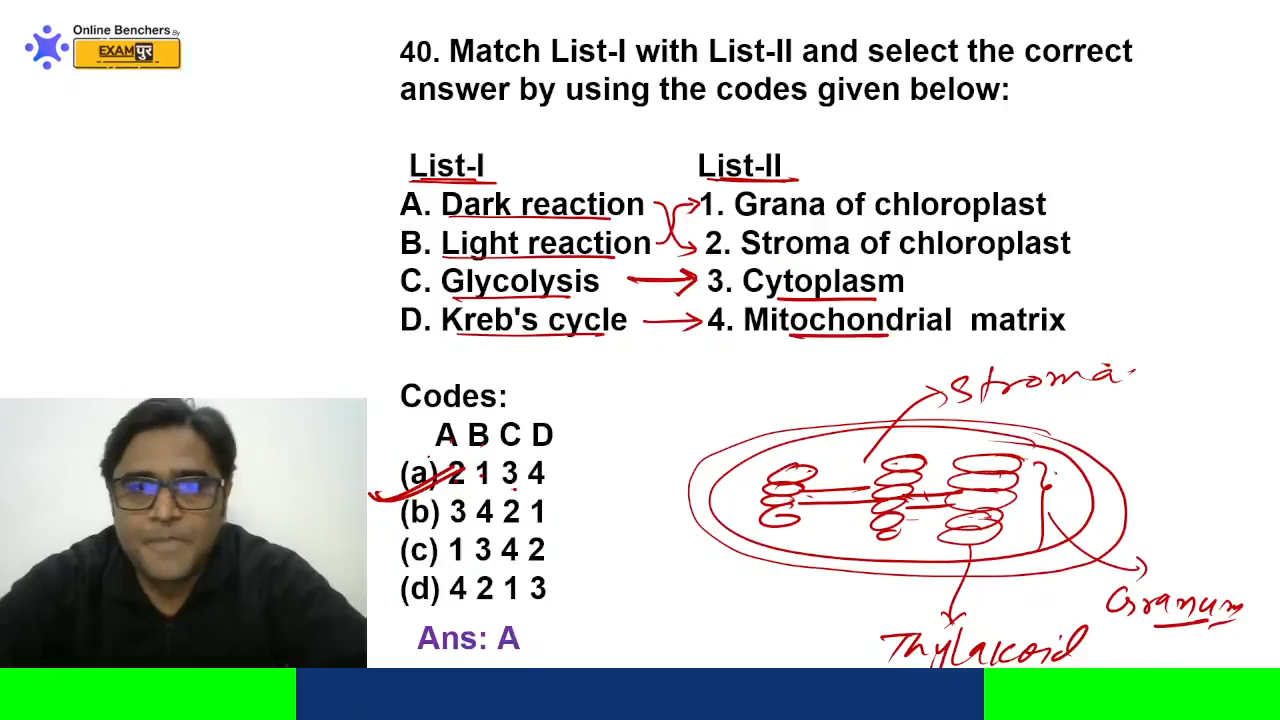 Online Benchers By
EXAMपुर
40. Match List-I with List-II and select the correct
answer by using the codes given below:
List-I List-II
A. Dark reaction 1. Grana of chloroplast
B. Light reaction 2. Stroma of chloroplast
C. Glycolysis 3. Cytoplasm
D. Kreb's cycle 4. Mitochondrial matrix
Stroma
Codes:
A B C D
(a) 2 1 3 4
(b) 3 4 2 1
(c) 1 3 4 2
(d) 4 2 1 3
Granum
Ans: A
Thylakoid